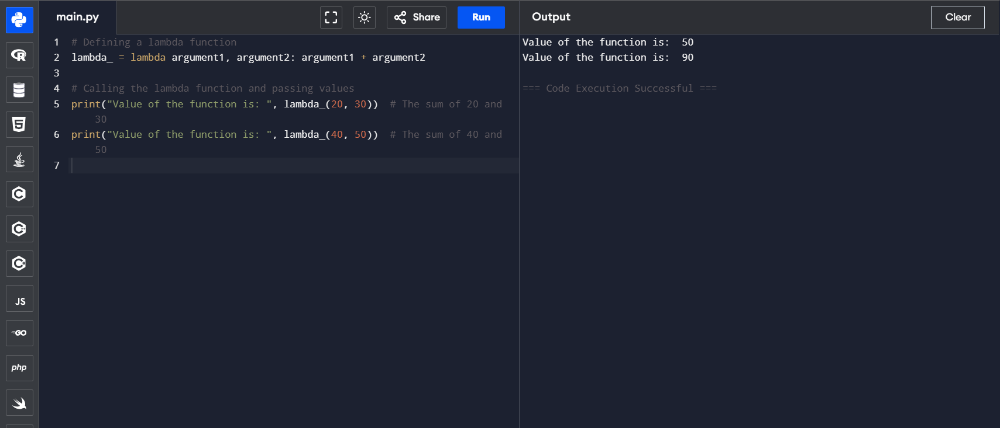 main.py
Share
Run
Output
Clear
1 # Defining a lambda function
2 lambda_ = lambda argument1, argument2: argument1 + argument2
3
4 # Calling the lambda function and passing values
5 print("Value of the function is: ", lambda_(20, 30))  # The sum of 20 and
30
6 print("Value of the function is: ", lambda_(40, 50))  # The sum of 40 and
50
7
Value of the function is:  50
Value of the function is:  90
=== Code Execution Successful ===
R
5
C
C++
C#
JS
GO
php